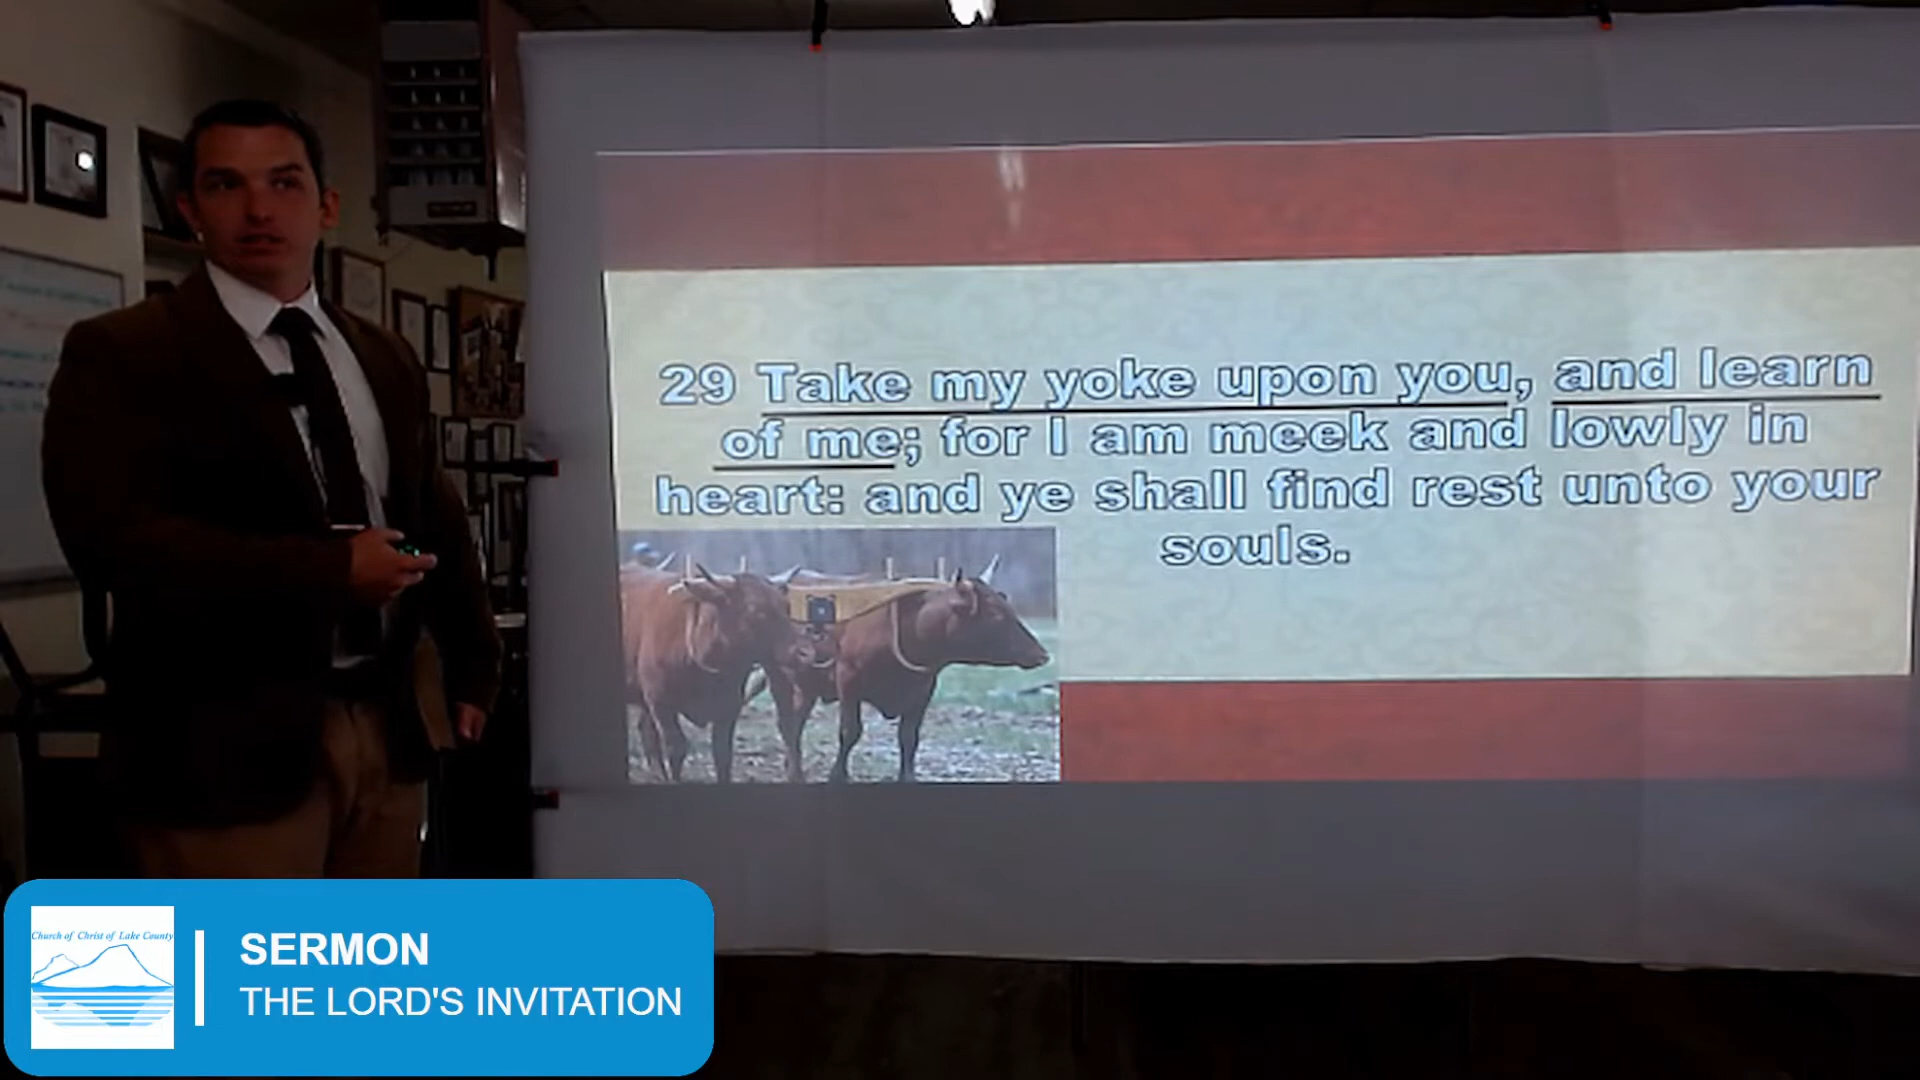 29 Take my yoke upon you, and learn
of me; for I am meek and lowly in
heart: and ye shall find rest unto your
souls.
Church of Christ of Lake County
SERMON
THE LORD'S INVITATION